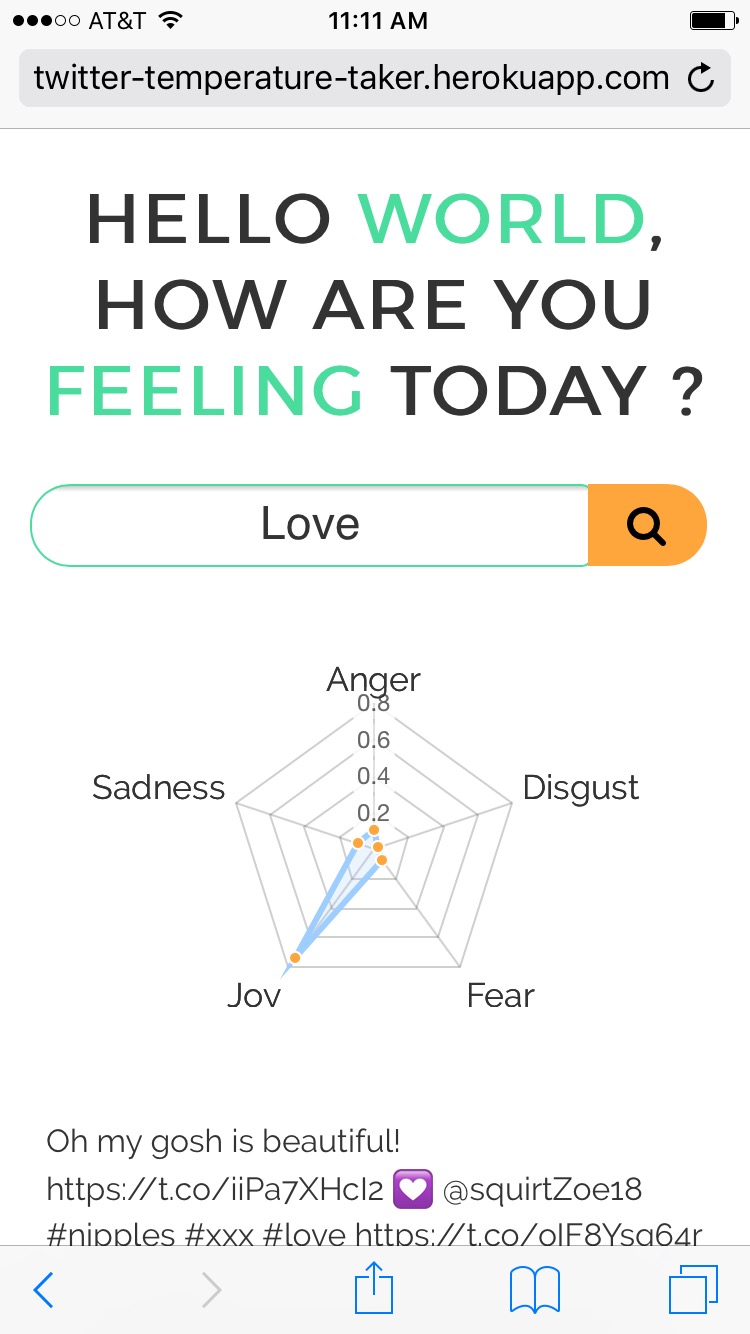 AT&T 11:11 AM
twitter-temperature-taker.herokuapp.com
HELLO WORLD,
HOW ARE YOU
FEELING TODAY ?
Love
Anger
0.8
0.6
0.4
0.2
Sadness
Disgust
Joy
Fear
Oh my gosh is beautiful!
https://t.co/iiPa7XHcI2 💟 @squirtZoe18
#nipples #xxx #love https://t.co/oIF8Ysq64r